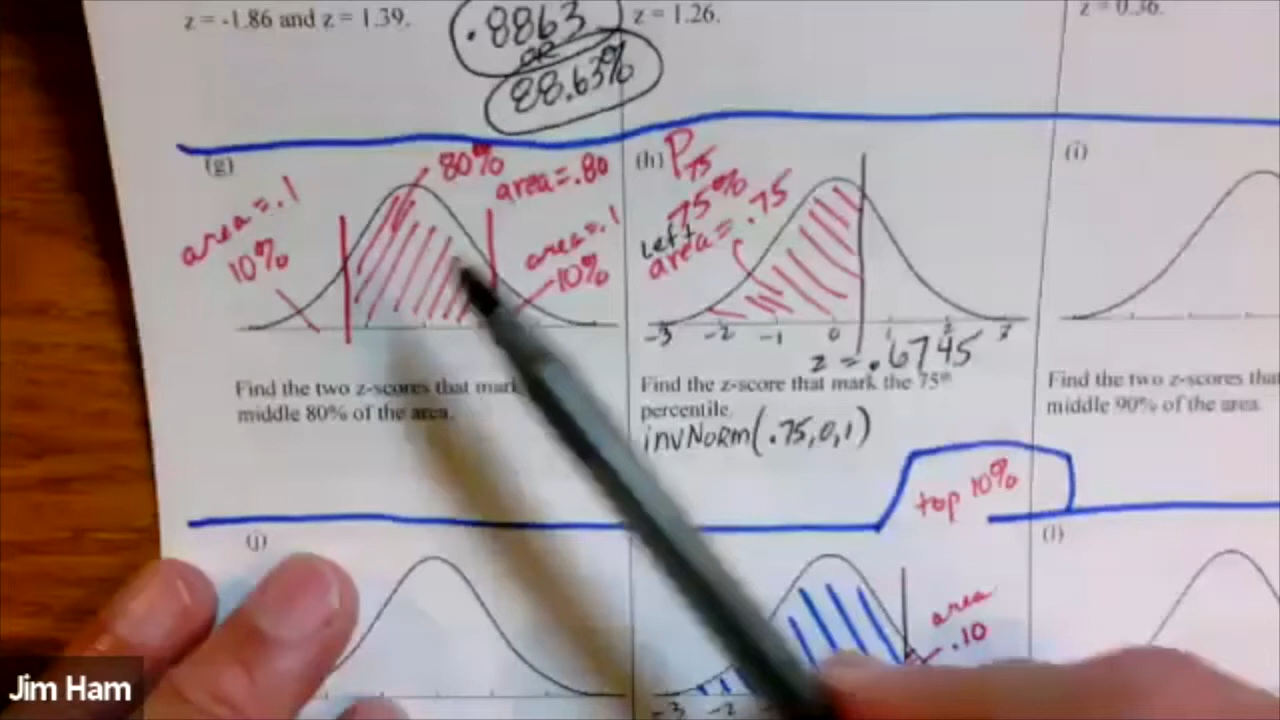 z = -1.86 and z = 1.39.
.8863
OR
88.63%
z = 1.26.
z = 0.36.
(g)
80%
area=.80
area=.1
10%
area=.1
10%
Find the two z-scores that mark
middle 80% of the area.
(h) P75
75%
Left
area=.75
-3 -2 -1 0 1 2 3
z = .6745
Find the z-score that mark the 75th
percentile.
invNorm(.75,0,1)
(i)
Find the two z-scores that
middle 90% of the area.
top 10%
(j)
area
.10
-3 -2
(l)
Jim Ham